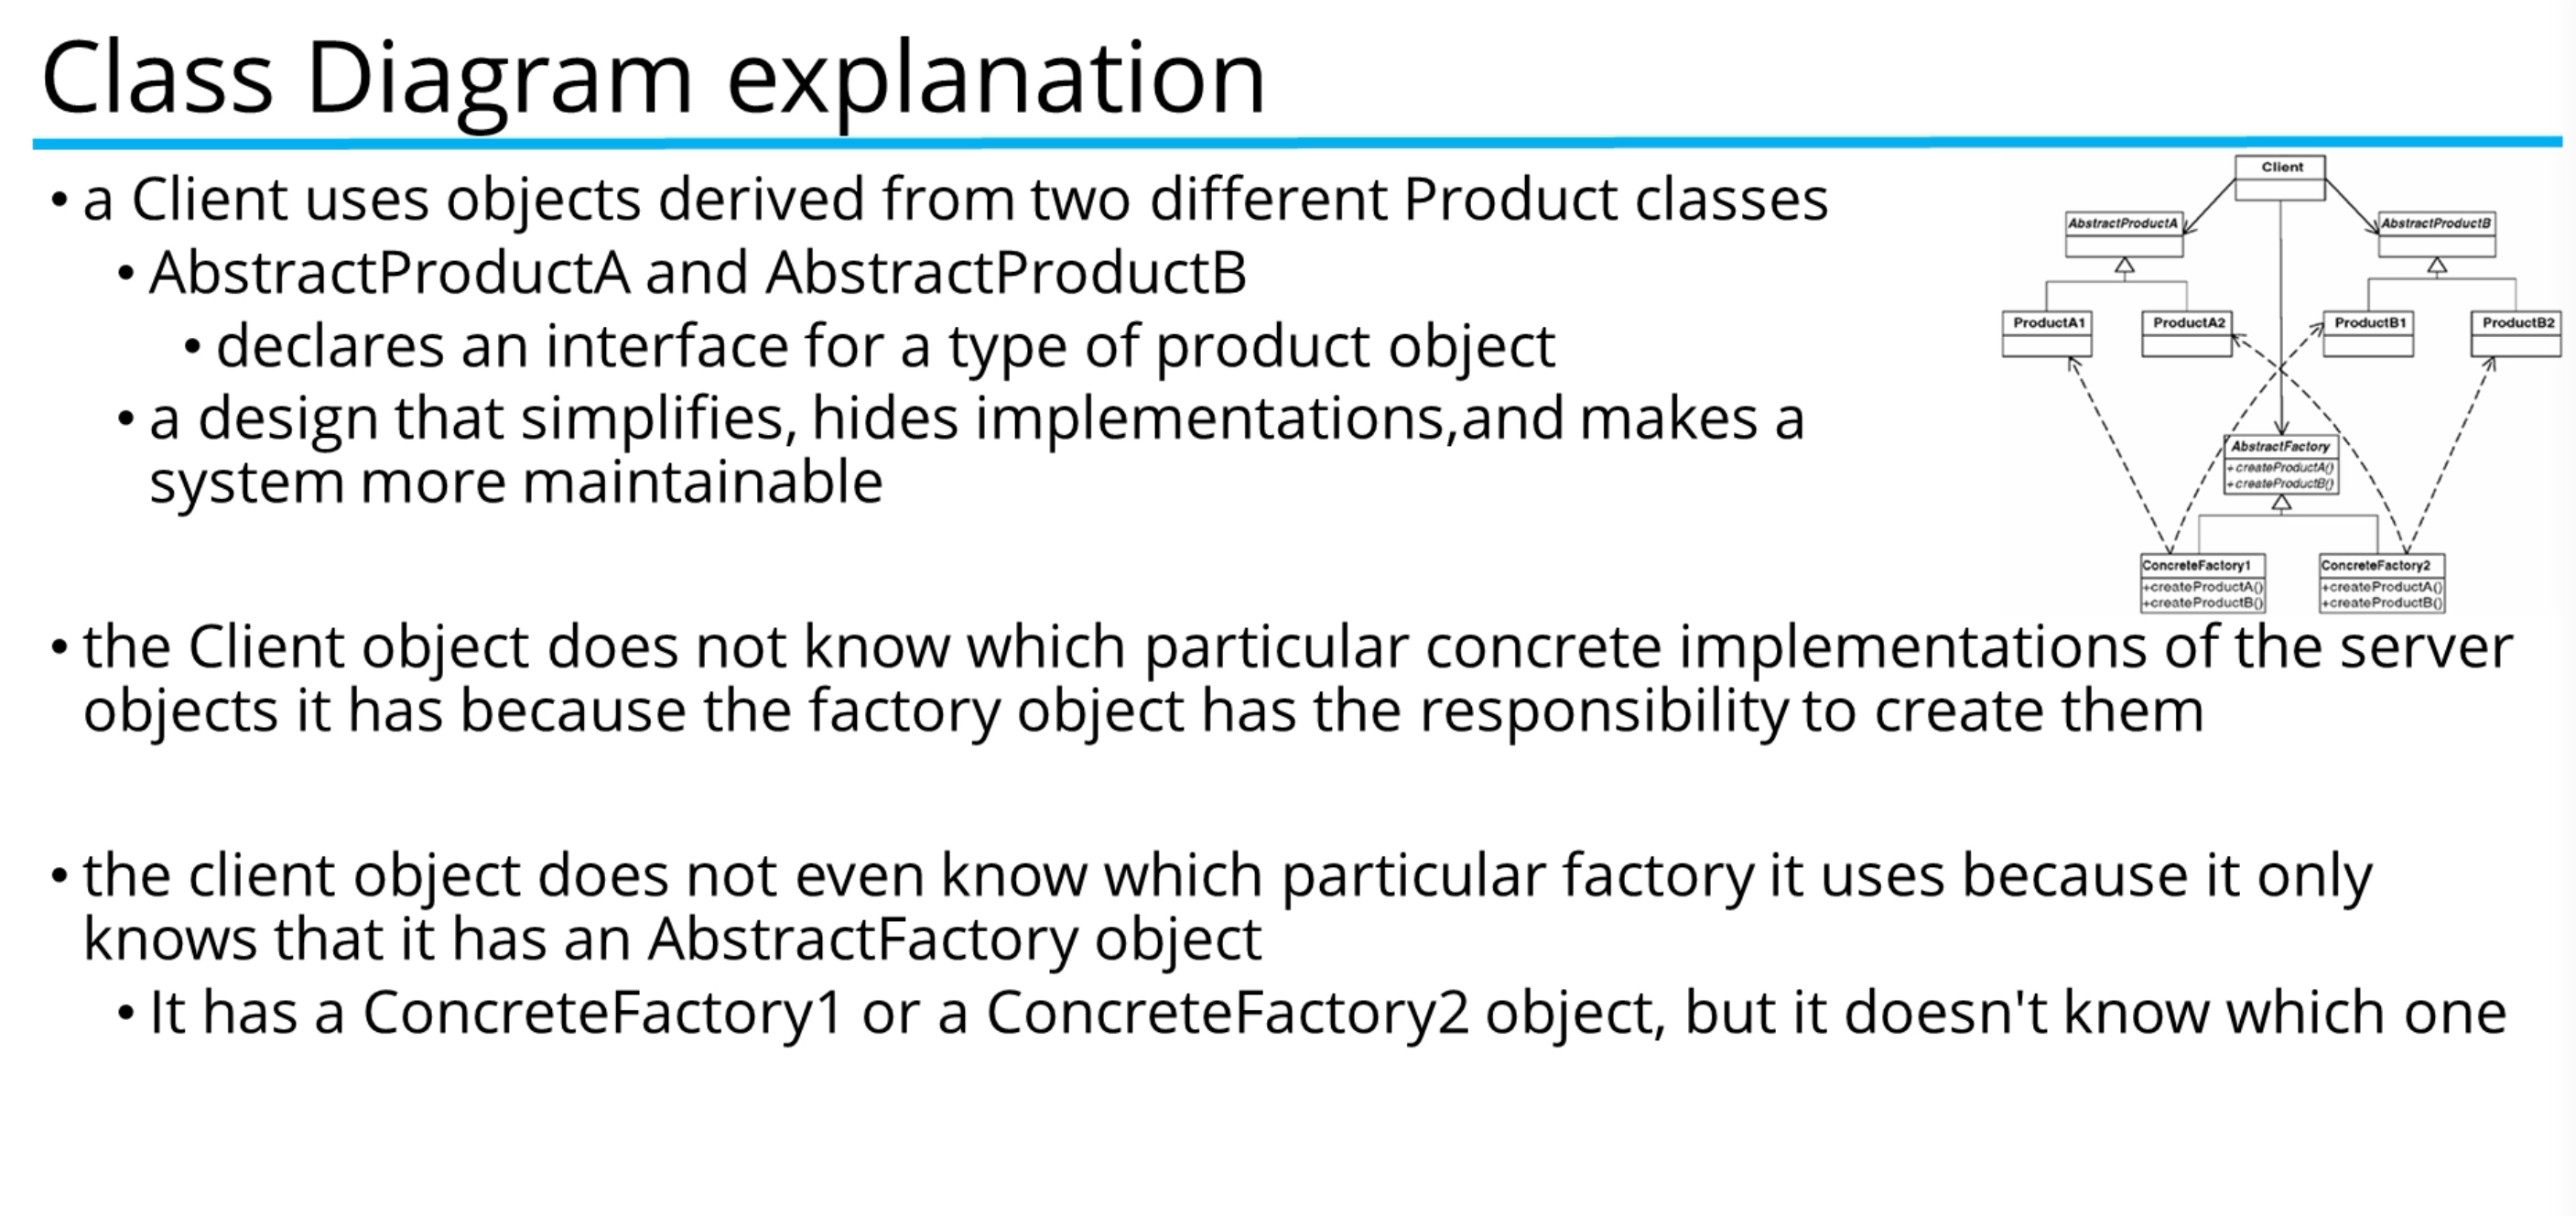 Class Diagram explanation
• a Client uses objects derived from two different Product classes
• AbstractProductA and AbstractProductB
• declares an interface for a type of product object
• a design that simplifies, hides implementations,and makes a
system more maintainable
Client
AbstractProductA
AbstractProductB
ProductA1
ProductA2
ProductB1
ProductB2
AbstractFactory
+createProductA()
+createProductB()
ConcreteFactory1
+createProductA()
+createProductB()
ConcreteFactory2
+createProductA()
+createProductB()
• the Client object does not know which particular concrete implementations of the server
objects it has because the factory object has the responsibility to create them
• the client object does not even know which particular factory it uses because it only
knows that it has an AbstractFactory object
• It has a ConcreteFactory1 or a ConcreteFactory2 object, but it doesn't know which one